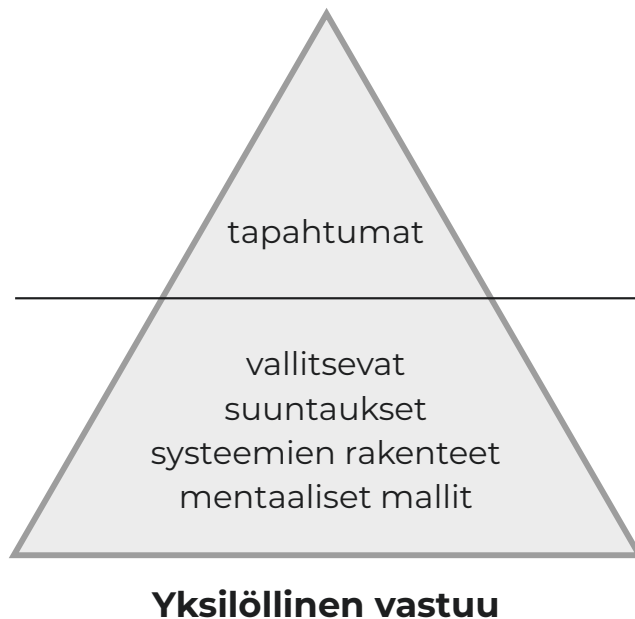 tapahtumat
vallitsevat
suuntaukset
systeemien rakenteet
mentaaliset mallit
Yksilöllinen vastuu